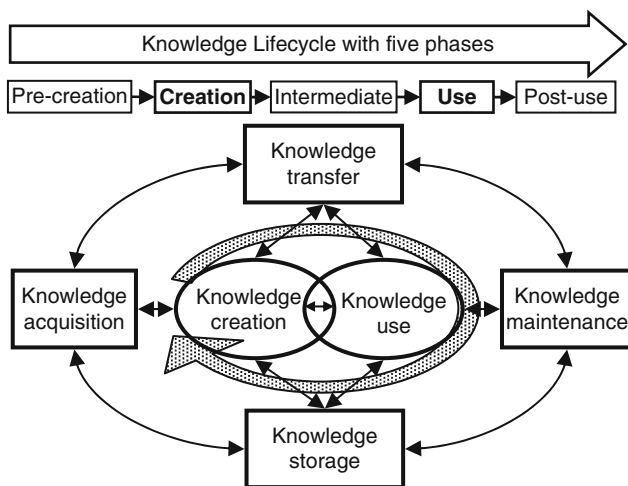 Knowledge Lifecycle with five phases
Pre-creation Creation Intermediate Use Post-use
Knowledge
transfer
Knowledge
acquisition
Knowledge
creation
Knowledge
use
Knowledge
maintenance
Knowledge
storage